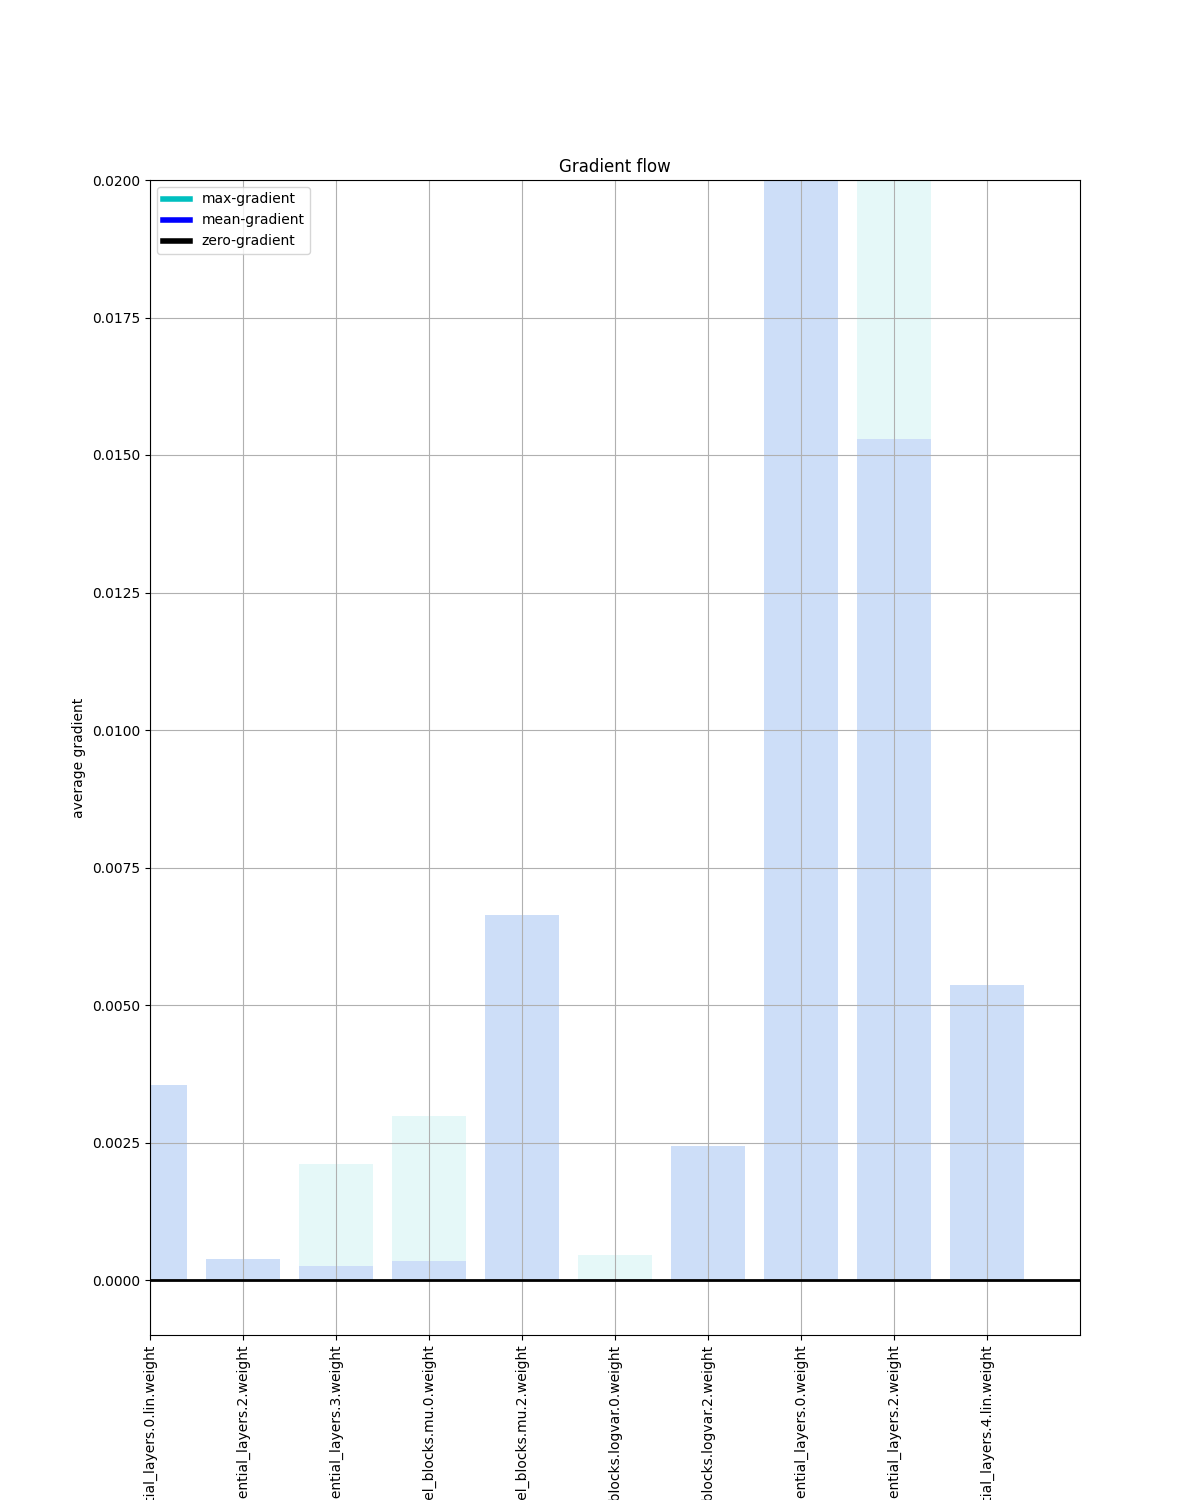 Gradient flow
max-gradient
mean-gradient
zero-gradient
0.0200
0.0175
0.0150
0.0125
0.0100
0.0075
0.0050
0.0025
0.0000
average gradient
tial_layers.0.lin.weight
ential_layers.2.weight
ential_layers.3.weight
el_blocks.mu.0.weight
el_blocks.mu.2.weight
blocks.logvar.0.weight
blocks.logvar.2.weight
ential_layers.0.weight
ential_layers.2.weight
tial_layers.4.lin.weight